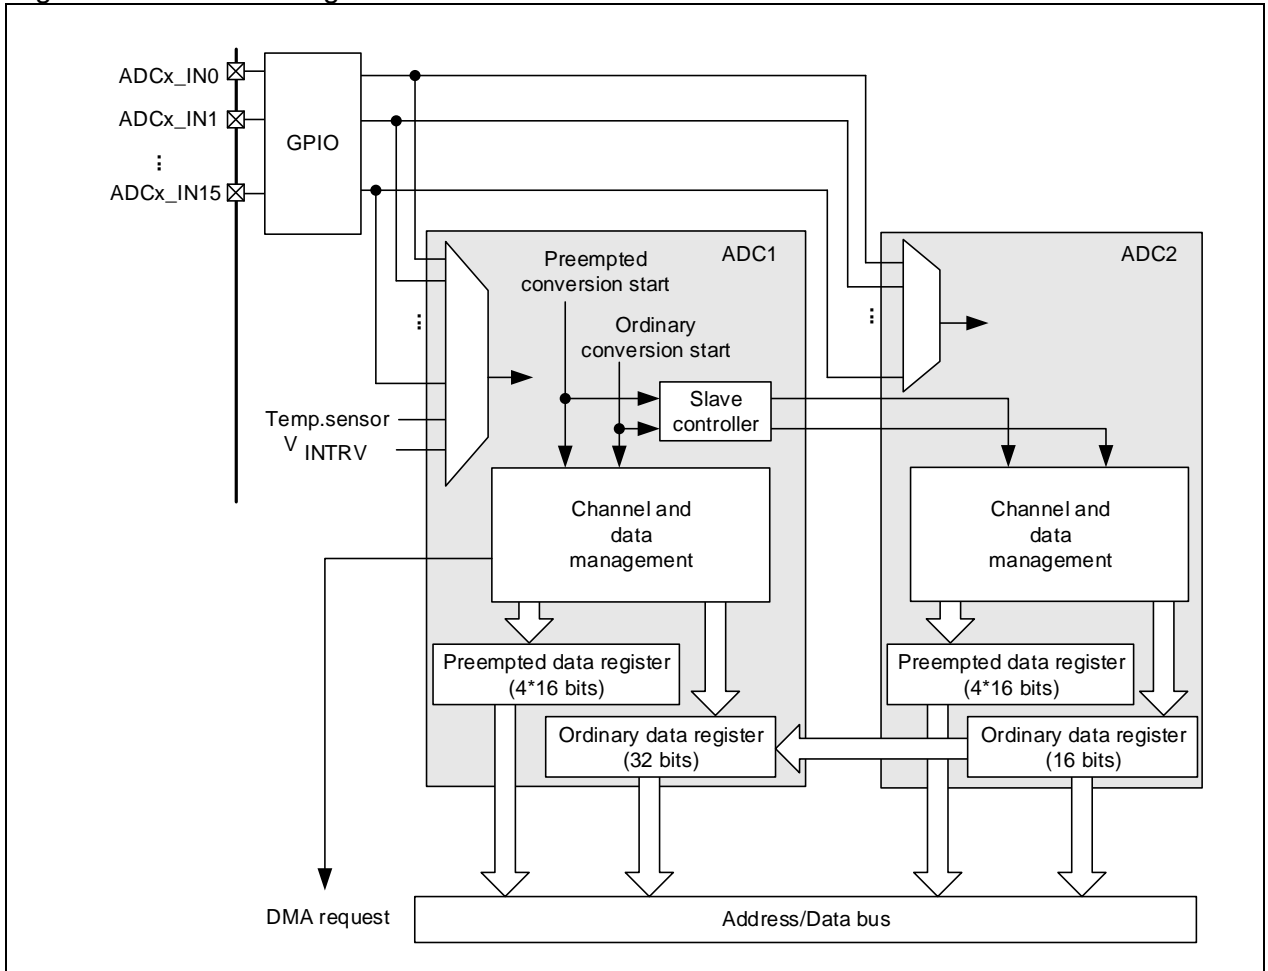 ADCx_IN0
ADCx_IN1
...
ADCx_IN15
GPIO
ADC1
Preempted
conversion start
Ordinary
conversion start
...
Temp.sensor
V INTRV
Slave
controller
Channel and
data
management
Preempted data register
(4*16 bits)
Ordinary data register
(32 bits)
ADC2
...
Channel and
data
management
Preempted data register
(4*16 bits)
Ordinary data register
(16 bits)
DMA request
Address/Data bus